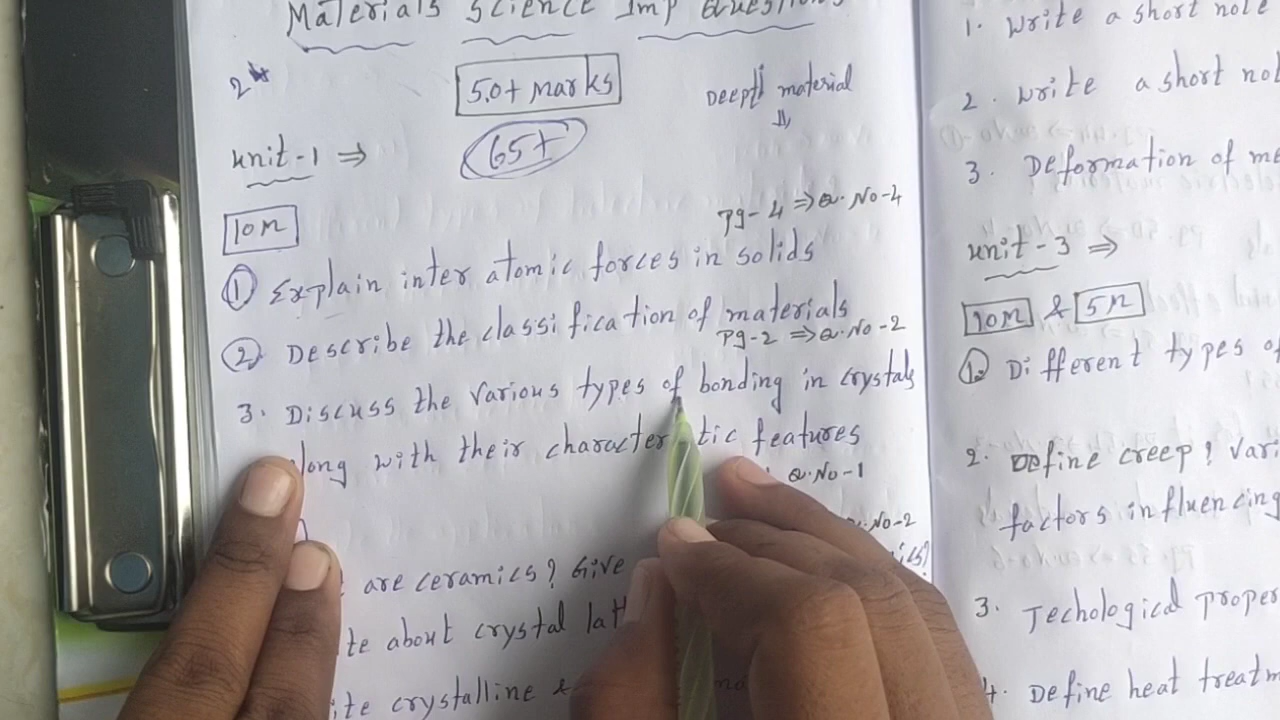 Materials Science Imp Questions
2
5.0+ marks
Deepti material
unit-1 ⇒
65+
10M
Pg-4 ⇒ Q.No-4
① Explain inter atomic forces in solids
② Describe the classification of materials
Pg-2 ⇒ Q.No-2
3. Discuss the various types of bonding in crystals
along with their character tic features
Q.No-1
No-2
are ceramics? Give
te about crystal lat
ite crystalline &
1. Write a short note
2. Write a short not
3. Deformation of me
unit-3 ⇒
10M & 5M
① Different types of
2. Define creep? Vari
factors influencing
3. Techological proper
4. Define heat treatm